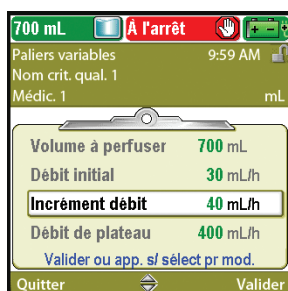 700 mL À l'arrêt
Paliers variables 9:59 AM
Nom crit. qual. 1
Médic. 1 mL
Volume à perfuser 700 mL
Débit initial 30 mL/h
Incrément débit 40 mL/h
Débit de plateau 400 mL/h
Valider ou app. s/ sélect pr mod.
Quitter Valider